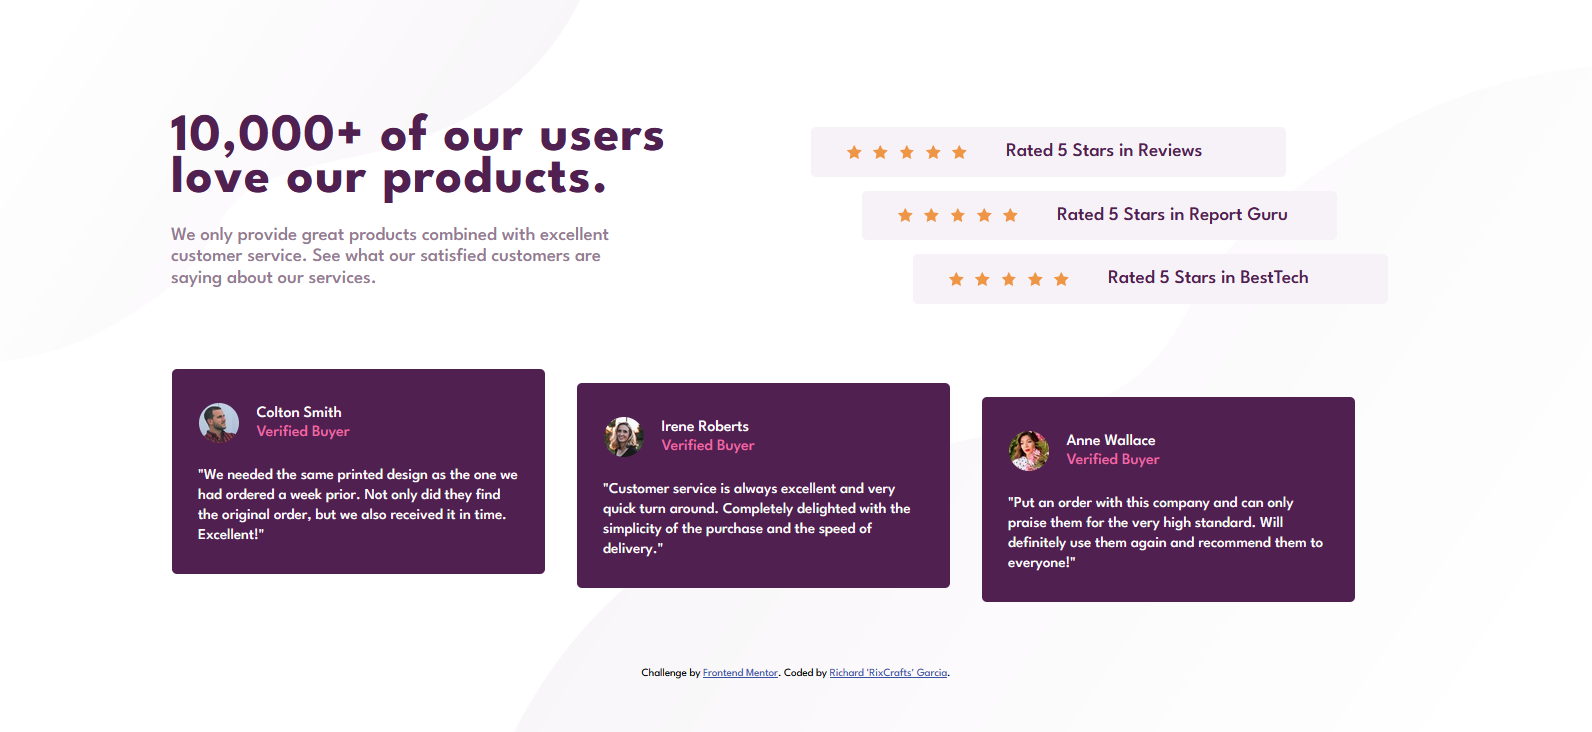 10,000+ of our users
love our products.
We only provide great products combined with excellent
customer service. See what our satisfied customers are
saying about our services.
Rated 5 Stars in Reviews
Rated 5 Stars in Report Guru
Rated 5 Stars in BestTech
Colton Smith
Verified Buyer
"We needed the same printed design as the one we
had ordered a week prior. Not only did they find
the original order, but we also received it in time.
Excellent!"
Irene Roberts
Verified Buyer
"Customer service is always excellent and very
quick turn around. Completely delighted with the
simplicity of the purchase and the speed of
delivery."
Anne Wallace
Verified Buyer
"Put an order with this company and can only
praise them for the very high standard. Will
definitely use them again and recommend them to
everyone!"
Challenge by Frontend Mentor. Coded by Richard 'RixCrafts' Garcia.